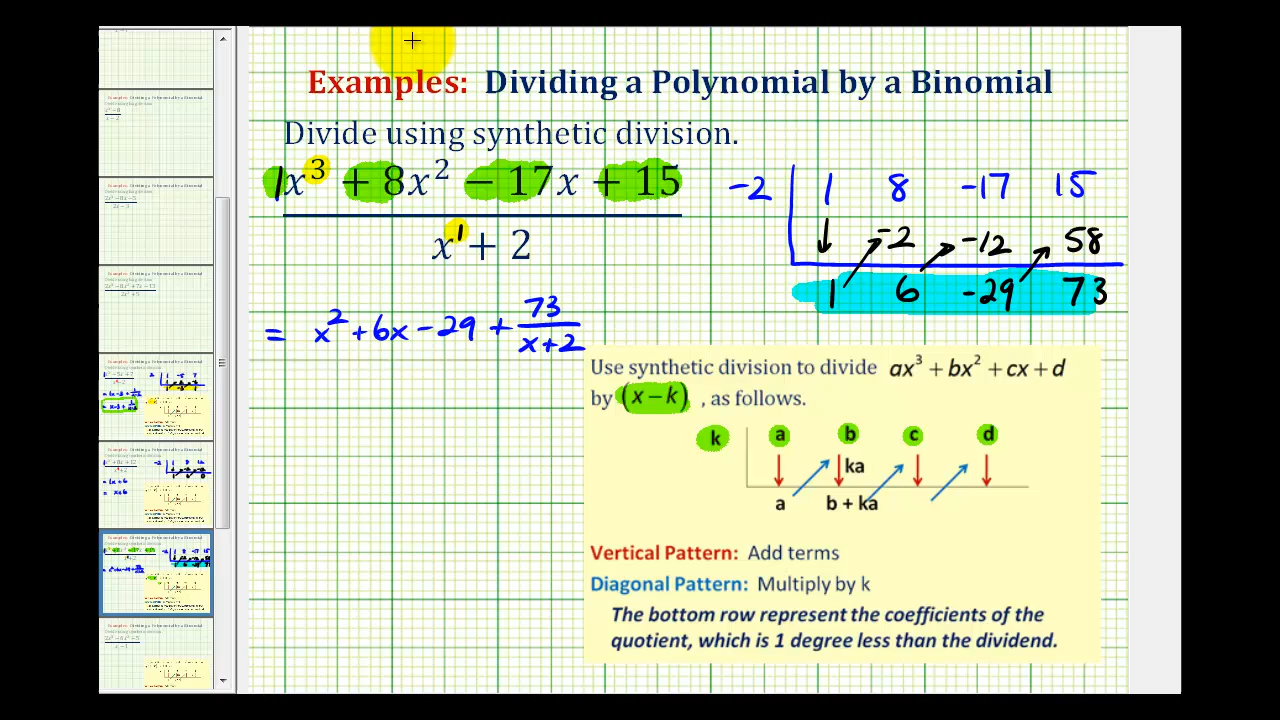 Examples: Dividing a Polynomial by a Binomial
Divide using synthetic division.
1x³ + 8x² − 17x + 15
x¹ + 2
-2 | 1 8 -17 15
↓ -2 -12 58
1 6 -29 73
= x² + 6x - 29 + 73/(x+2)
Use synthetic division to divide ax³ + bx² + cx + d
by (x − k) , as follows.
k a b c d
ka
a b + ka
Vertical Pattern: Add terms
Diagonal Pattern: Multiply by k
The bottom row represent the coefficients of the
quotient, which is 1 degree less than the dividend.